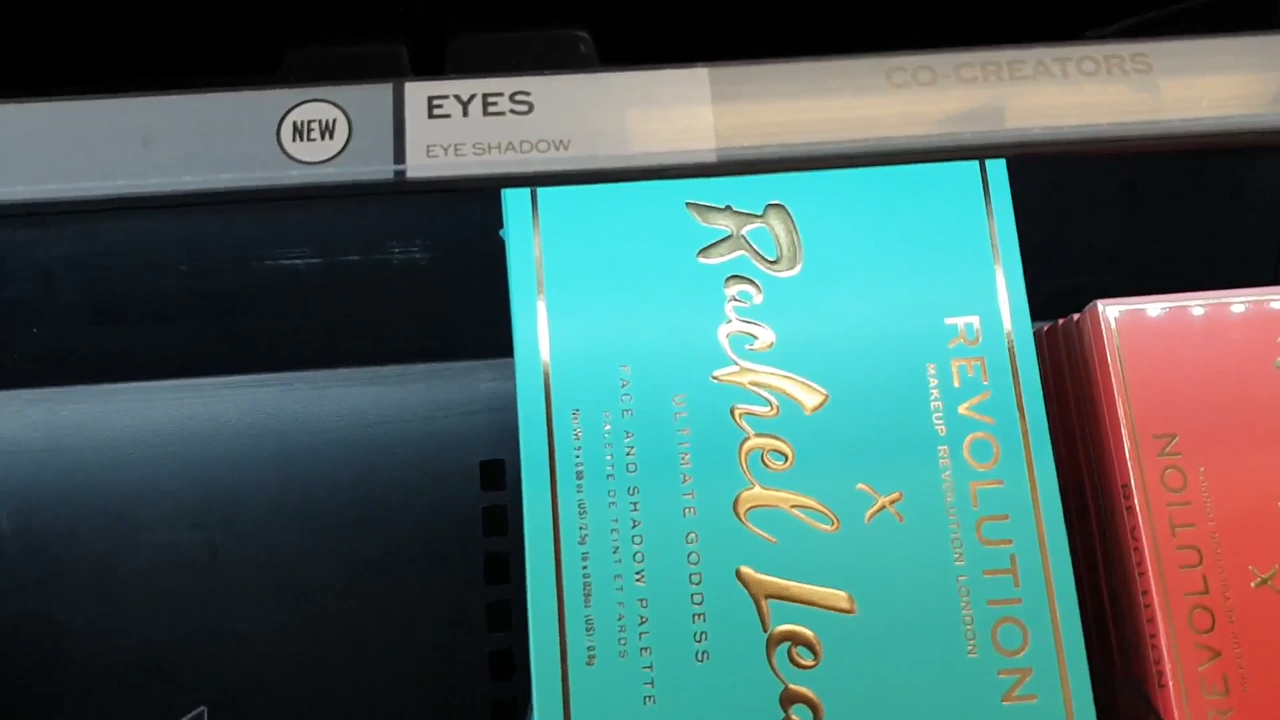 NEW
EYES
EYE SHADOW
CO-CREATORS
REVOLUTION
MAKEUP REVOLUTION LONDON
X
Rachel Lea
ULTIMATE GODDESS
FACE AND SHADOW PALETTE
PALETTE DE TEINT ET FARDS
REVOLUTION
X
REVOLUTION